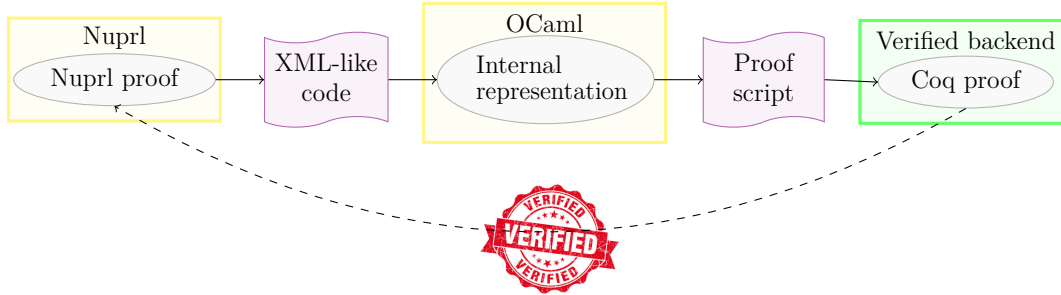 Nuprl
Nuprl proof
XML-like
code
OCaml
Internal
representation
Proof
script
Verified backend
Coq proof
VERIFIED
VERIFIED
VERIFIED